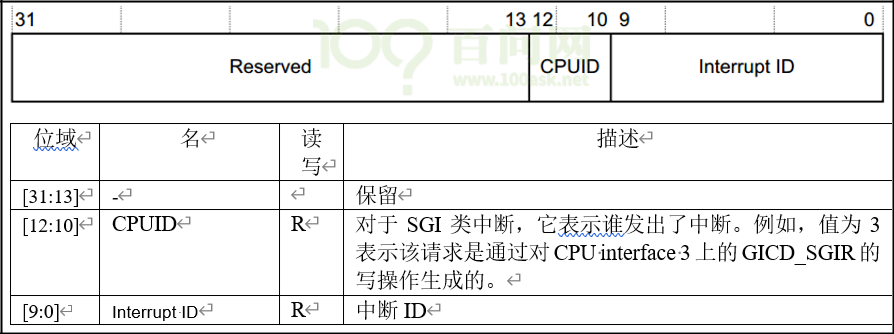 31 13 12 10 9 0
Reserved CPUID Interrupt ID
百问网
www.100ask.net
位域 名 读写 描述
[31:13] - 保留
[12:10] CPUID R 对于 SGI 类中断，它表示谁发出了中断。例如，值为 3
表示该请求是通过对 CPU interface 3 上的 GICD_SGIR 的
写操作生成的。
[9:0] Interrupt ID R 中断 ID